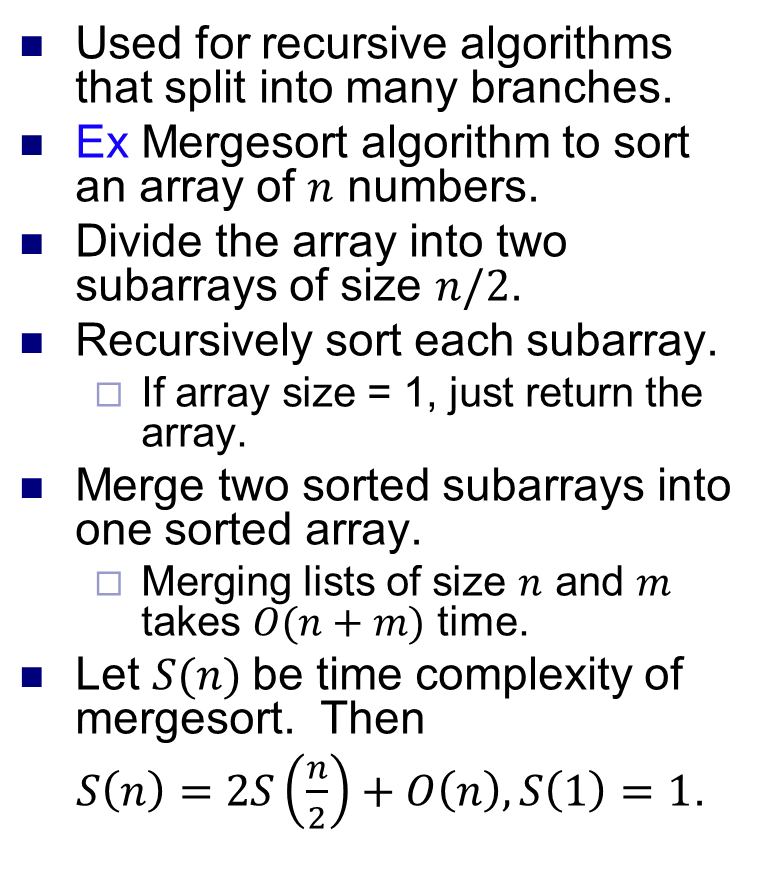 ■ Used for recursive algorithms
that split into many branches.
■ Ex Mergesort algorithm to sort
an array of n numbers.
■ Divide the array into two
subarrays of size n/2.
■ Recursively sort each subarray.
□ If array size = 1, just return the
array.
■ Merge two sorted subarrays into
one sorted array.
□ Merging lists of size n and m
takes O(n + m) time.
■ Let S(n) be time complexity of
mergesort. Then
S(n) = 2S(n/2) + O(n), S(1) = 1.